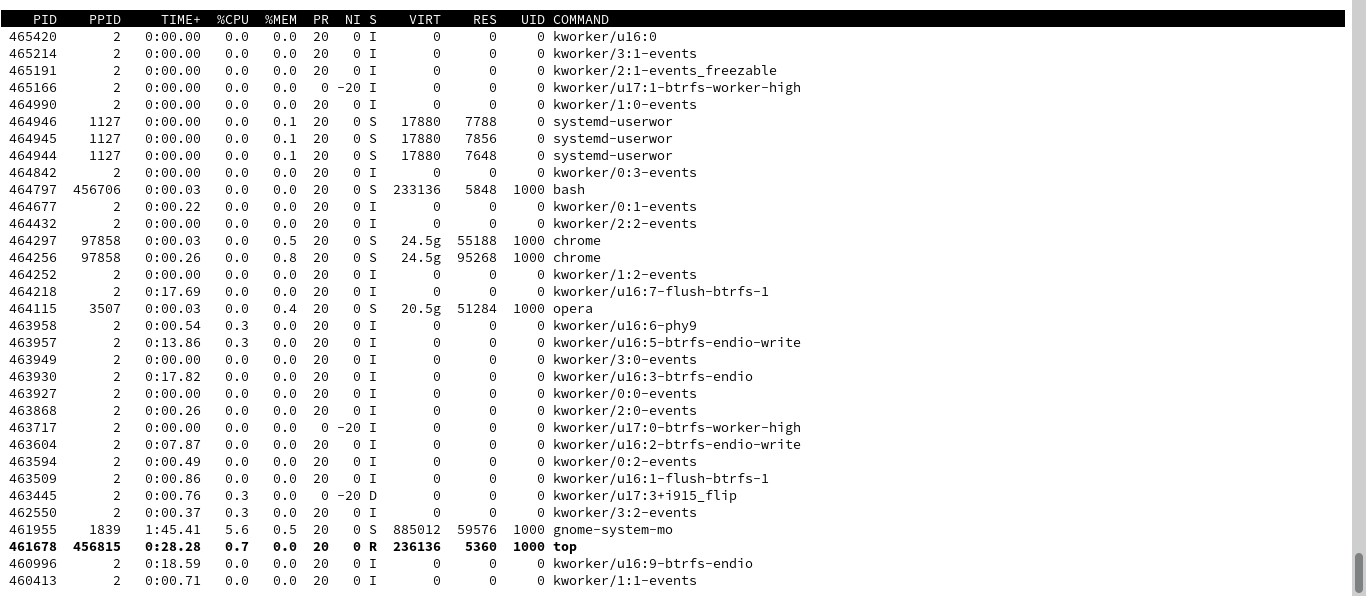 PID PPID TIME+ %CPU %MEM PR NI S VIRT RES UID COMMAND
465420 2 0:00.00 0.0 0.0 20 0 I 0 0 0 kworker/u16:0
465214 2 0:00.00 0.0 0.0 20 0 I 0 0 0 kworker/3:1-events
465191 2 0:00.00 0.0 0.0 20 0 I 0 0 0 kworker/2:1-events_freezable
465166 2 0:00.00 0.0 0.0 0 -20 I 0 0 0 kworker/u17:1-btrfs-worker-high
464990 2 0:00.00 0.0 0.0 20 0 I 0 0 0 kworker/1:0-events
464946 1127 0:00.00 0.0 0.1 20 0 S 17880 7788 0 systemd-userwor
464945 1127 0:00.00 0.0 0.1 20 0 S 17880 7856 0 systemd-userwor
464944 1127 0:00.00 0.0 0.1 20 0 S 17880 7648 0 systemd-userwor
464842 2 0:00.00 0.0 0.0 20 0 I 0 0 0 kworker/0:3-events
464797 456706 0:00.03 0.0 0.0 20 0 S 233136 5848 1000 bash
464677 2 0:00.22 0.0 0.0 20 0 I 0 0 0 kworker/0:1-events
464432 2 0:00.00 0.0 0.0 20 0 I 0 0 0 kworker/2:2-events
464297 97858 0:00.03 0.0 0.5 20 0 S 24.5g 55188 1000 chrome
464256 97858 0:00.26 0.0 0.8 20 0 S 24.5g 95268 1000 chrome
464252 2 0:00.00 0.0 0.0 20 0 I 0 0 0 kworker/1:2-events
464218 2 0:17.69 0.0 0.0 20 0 I 0 0 0 kworker/u16:7-flush-btrfs-1
464115 3507 0:00.03 0.0 0.4 20 0 S 20.5g 51284 1000 opera
463958 2 0:00.54 0.3 0.0 20 0 I 0 0 0 kworker/u16:6-phy9
463957 2 0:13.86 0.3 0.0 20 0 I 0 0 0 kworker/u16:5-btrfs-endio-write
463949 2 0:00.00 0.0 0.0 20 0 I 0 0 0 kworker/3:0-events
463930 2 0:17.82 0.0 0.0 20 0 I 0 0 0 kworker/u16:3-btrfs-endio
463927 2 0:00.00 0.0 0.0 20 0 I 0 0 0 kworker/0:0-events
463868 2 0:00.26 0.0 0.0 20 0 I 0 0 0 kworker/2:0-events
463717 2 0:00.00 0.0 0.0 0 -20 I 0 0 0 kworker/u17:0-btrfs-worker-high
463604 2 0:07.87 0.0 0.0 20 0 I 0 0 0 kworker/u16:2-btrfs-endio-write
463594 2 0:00.49 0.0 0.0 20 0 I 0 0 0 kworker/0:2-events
463509 2 0:00.86 0.0 0.0 20 0 I 0 0 0 kworker/u16:1-flush-btrfs-1
463445 2 0:00.76 0.3 0.0 0 -20 D 0 0 0 kworker/u17:3+i915_flip
462550 2 0:00.37 0.3 0.0 20 0 I 0 0 0 kworker/3:2-events
461955 1839 1:45.41 5.6 0.5 20 0 S 885012 59576 1000 gnome-system-mo
461678 456815 0:28.28 0.7 0.0 20 0 R 236136 5360 1000 top
460996 2 0:18.59 0.0 0.0 20 0 I 0 0 0 kworker/u16:9-btrfs-endio
460413 2 0:00.71 0.0 0.0 20 0 I 0 0 0 kworker/1:1-events